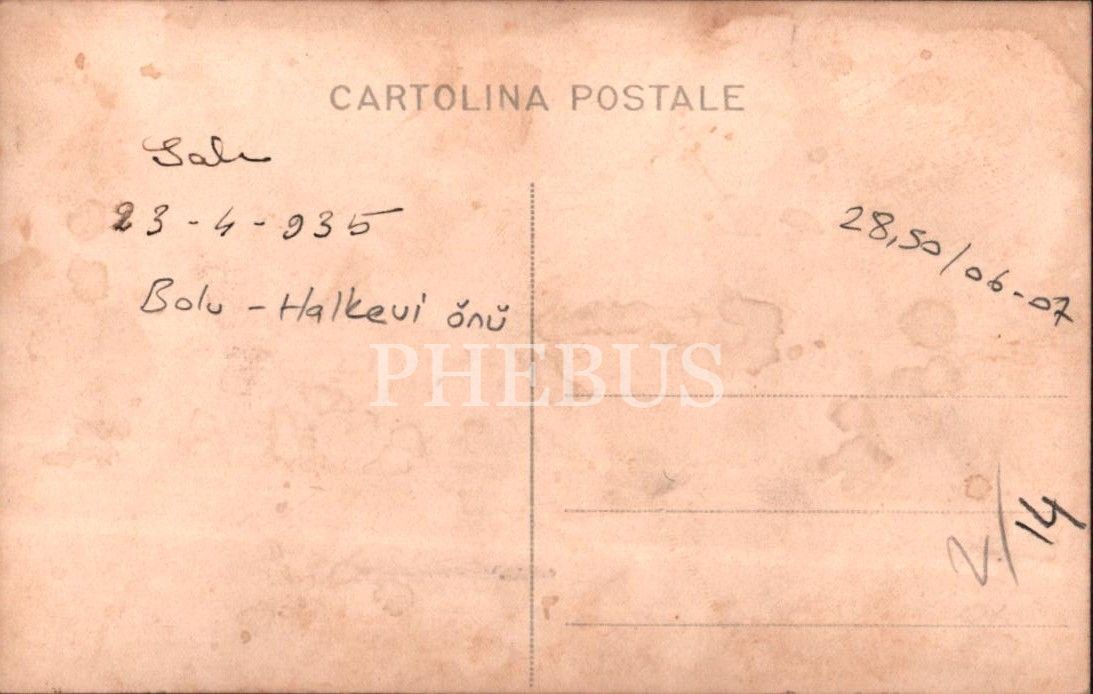 CARTOLINA POSTALE
Salı
23-4-935
Bolu - Halkevi önü
28,50/06-07
PHEBUS
2/14